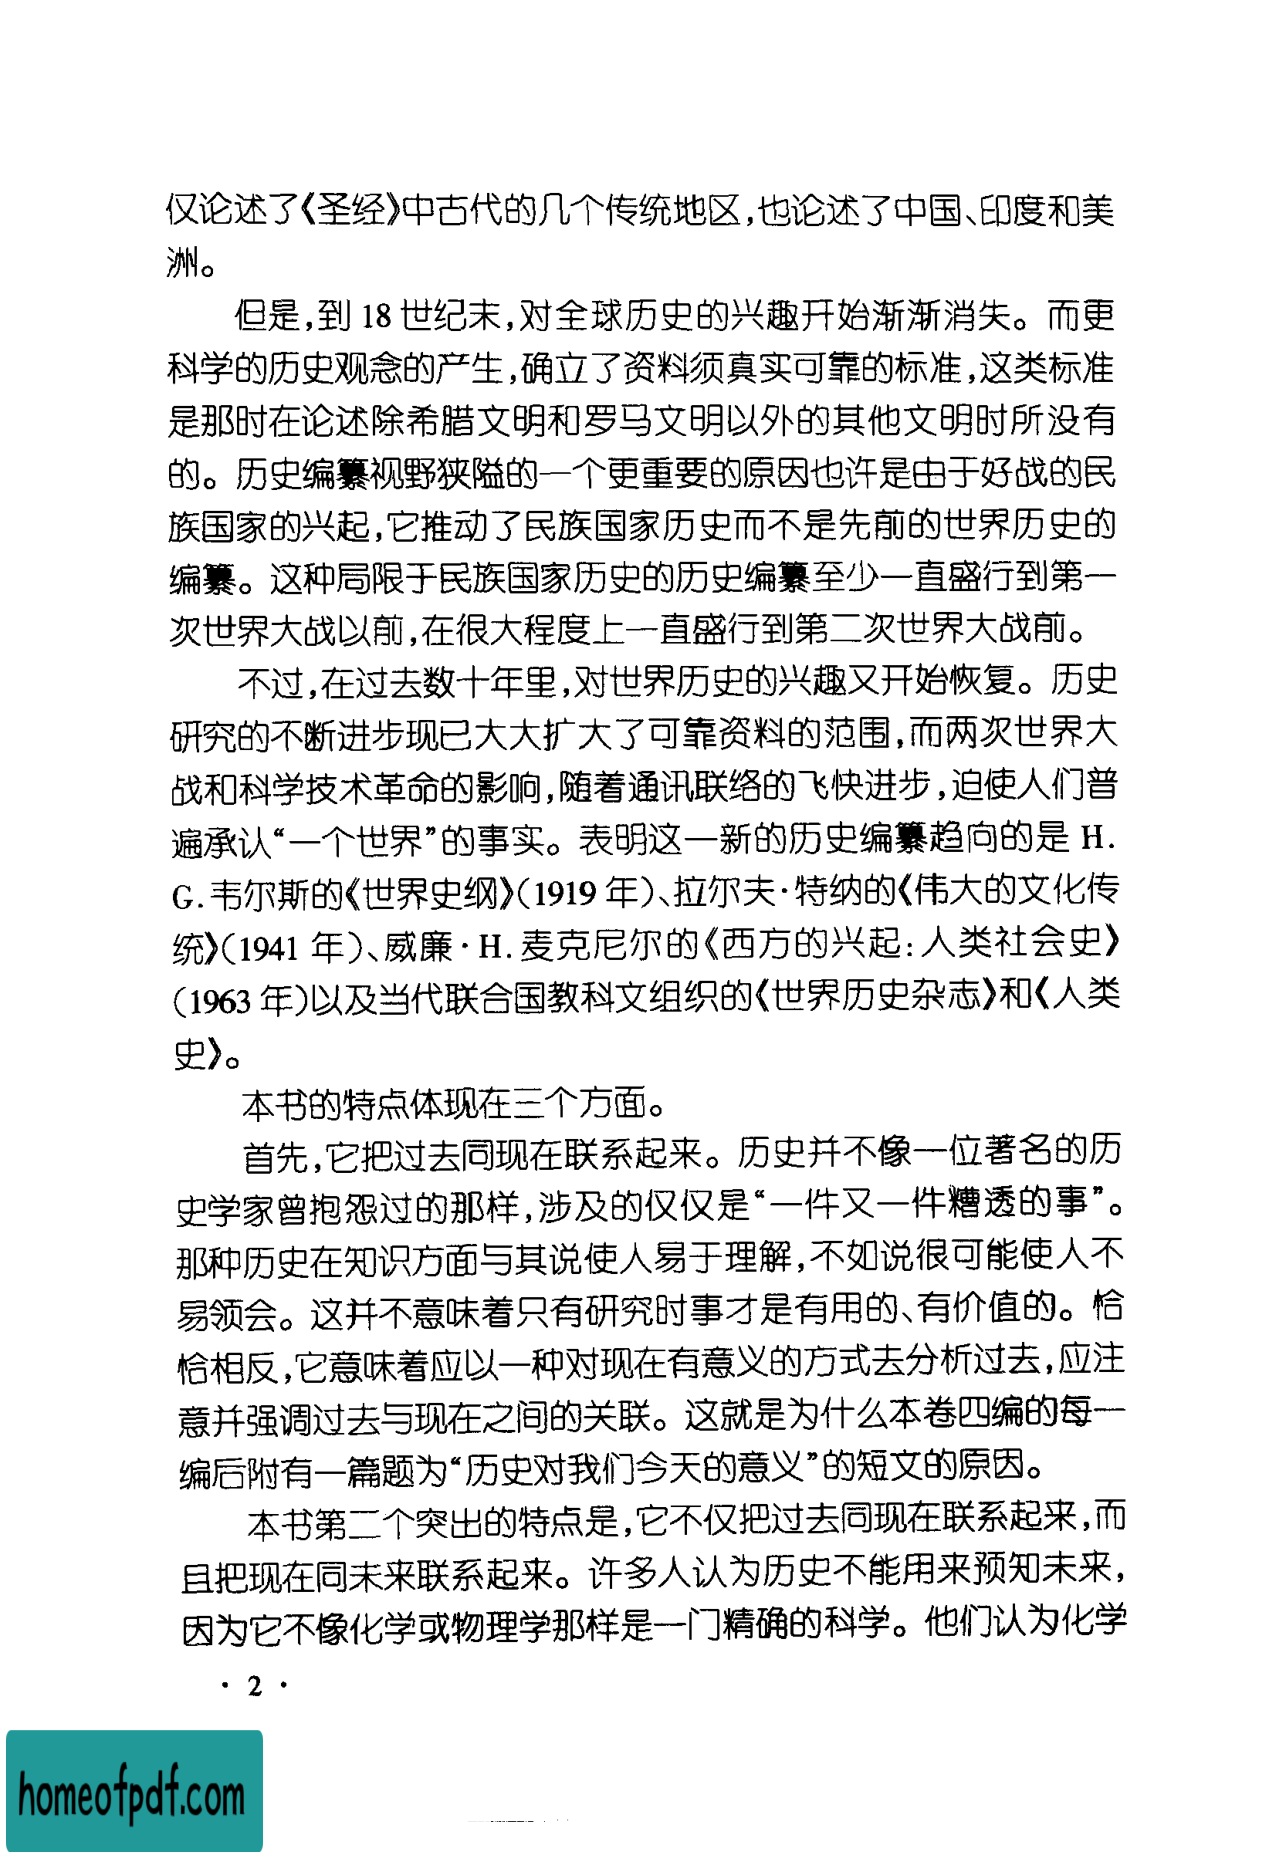 仅论述了《圣经》中古代的几个传统地区,也论述了中国、印度和美
洲。
但是,到 18 世纪末,对全球历史的兴趣开始渐渐消失。而更
科学的历史观念的产生,确立了资料须真实可靠的标准,这类标准
是那时在论述除希腊文明和罗马文明以外的其他文明时所没有
的。历史编纂视野狭隘的一个更重要的原因也许是由于好战的民
族国家的兴起,它推动了民族国家历史而不是先前的世界历史的
编纂。这种局限于民族国家历史的历史编纂至少一直盛行到第一
次世界大战以前,在很大程度上一直盛行到第二次世界大战前。
不过,在过去数十年里,对世界历史的兴趣又开始恢复。历史
研究的不断进步现已大大扩大了可靠资料的范围,而两次世界大
战和科学技术革命的影响,随着通讯联络的飞快进步,迫使人们普
遍承认“一个世界”的事实。表明这一新的历史编纂趋向的是 H.
G.韦尔斯的《世界史纲》(1919 年)、拉尔夫·特纳的《伟大的文化传
统》(1941 年)、威廉·H.麦克尼尔的《西方的兴起:人类社会史》
(1963 年)以及当代联合国教科文组织的《世界历史杂志》和《人类
史》。
本书的特点体现在三个方面。
首先,它把过去同现在联系起来。历史并不像一位著名的历
史学家曾抱怨过的那样,涉及的仅仅是“一件又一件糟透的事”。
那种历史在知识方面与其说使人易于理解,不如说很可能使人不
易领会。这并不意味着只有研究时事才是有用的、有价值的。恰
恰相反,它意味着应以一种对现在有意义的方式去分析过去,应注
意并强调过去与现在之间的关联。这就是为什么本卷四编的每一
编后附有一篇题为“历史对我们今天的意义”的短文的原因。
本书第二个突出的特点是,它不仅把过去同现在联系起来,而
且把现在同未来联系起来。许多人认为历史不能用来预知未来,
因为它不像化学或物理学那样是一门精确的科学。他们认为化学
· 2 ·
homeofpdf.com